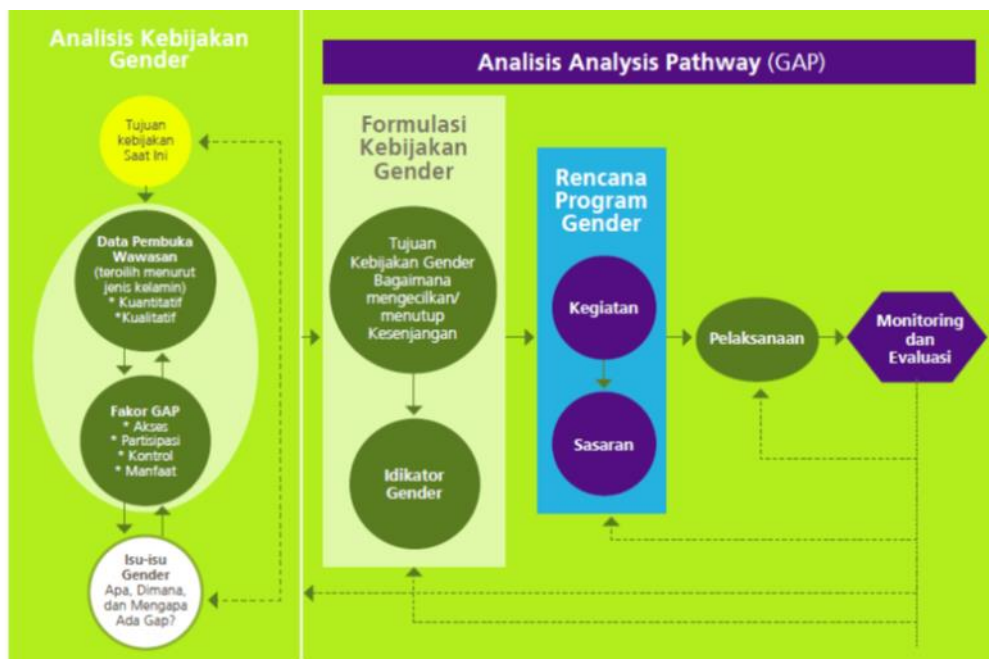 Analisis Kebijakan
Gender
Tujuan
kebijakan
Saat Ini
Data Pembuka
Wawasan
(teroilih menurut
jenis kelamin)
* Kuantitatif
*Kualitatif
Fakor GAP
* Akses
* Partisipasi
* Kontrol
* Manfaat
Isu-isu
Gender
Apa, Dimana,
dan Mengapa
Ada Gap?
Analisis Analysis Pathway (GAP)
Formulasi
Kebijakan
Gender
Tujuan
Kebijakan Gender
Bagaimana
mengecilkan/
menutup
Kesenjangan
Idikator
Gender
Rencana
Program
Gender
Kegiatan
Sasaran
Pelaksanaan
Monitoring
dan
Evaluasi